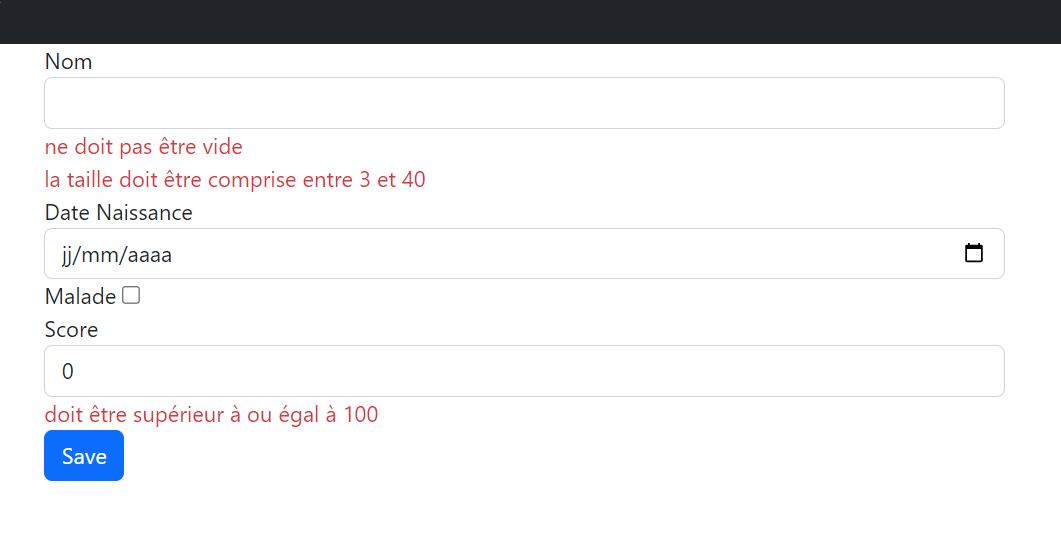 Nom
ne doit pas être vide
la taille doit être comprise entre 3 et 40
Date Naissance
jj/mm/aaaa
Malade
Score
0
doit être supérieur à ou égal à 100
Save